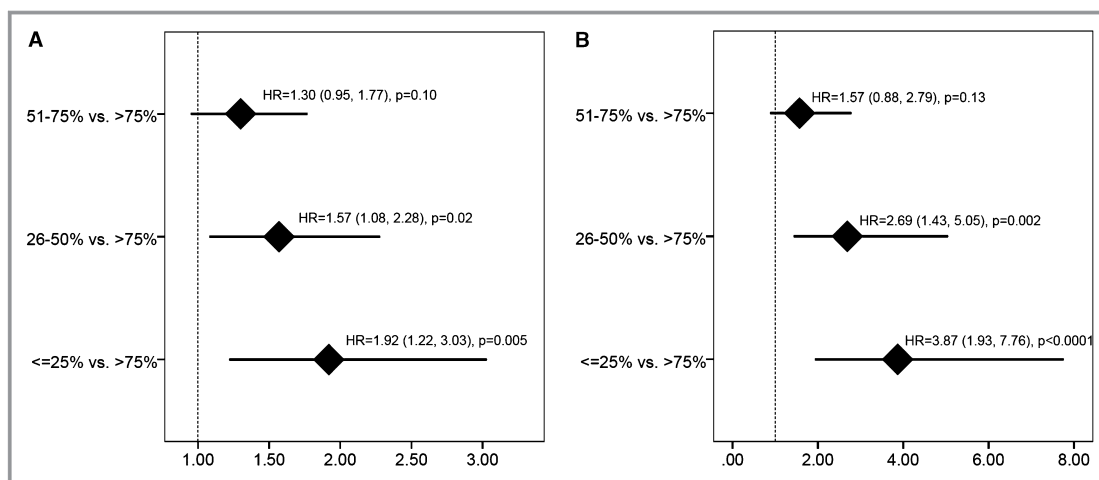 A
51-75% vs. >75%
HR=1.30 (0.95, 1.77), p=0.10
26-50% vs. >75%
HR=1.57 (1.08, 2.28), p=0.02
<=25% vs. >75%
HR=1.92 (1.22, 3.03), p=0.005
1.00 1.50 2.00 2.50 3.00
B
51-75% vs. >75%
HR=1.57 (0.88, 2.79), p=0.13
26-50% vs. >75%
HR=2.69 (1.43, 5.05), p=0.002
<=25% vs. >75%
HR=3.87 (1.93, 7.76), p<0.0001
.00 2.00 4.00 6.00 8.00